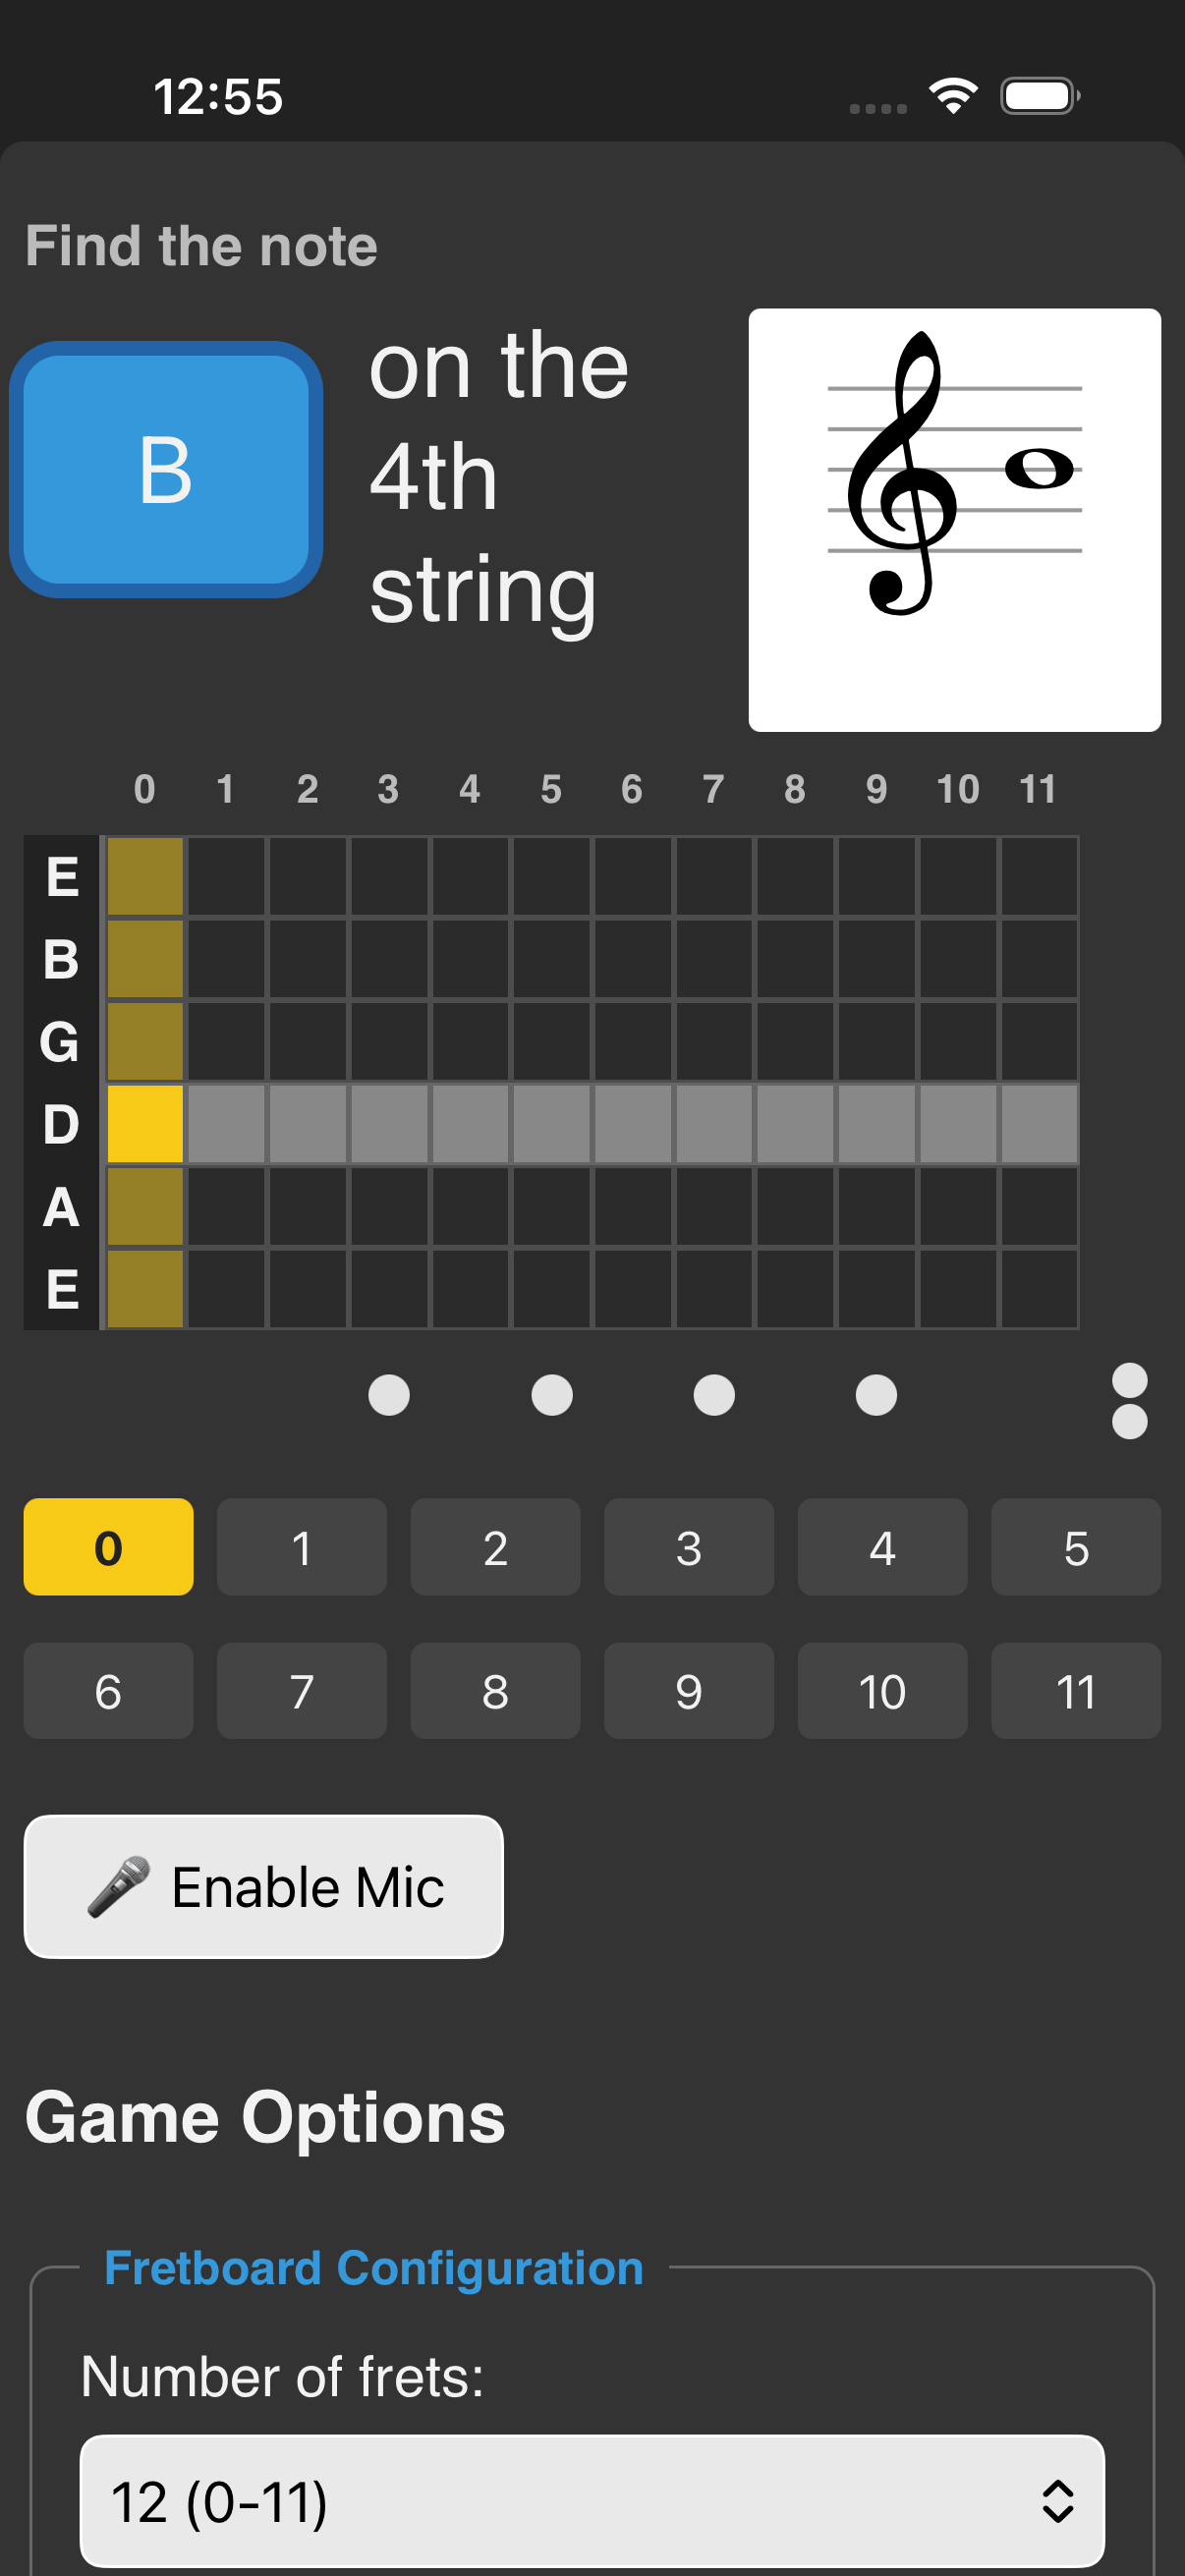 12:55
Find the note
B
on the
4th
string
0 1 2 3 4 5 6 7 8 9 10 11
E
B
G
D
A
E
0 1 2 3 4 5
6 7 8 9 10 11
🎤 Enable Mic
Game Options
Fretboard Configuration
Number of frets:
12 (0-11)